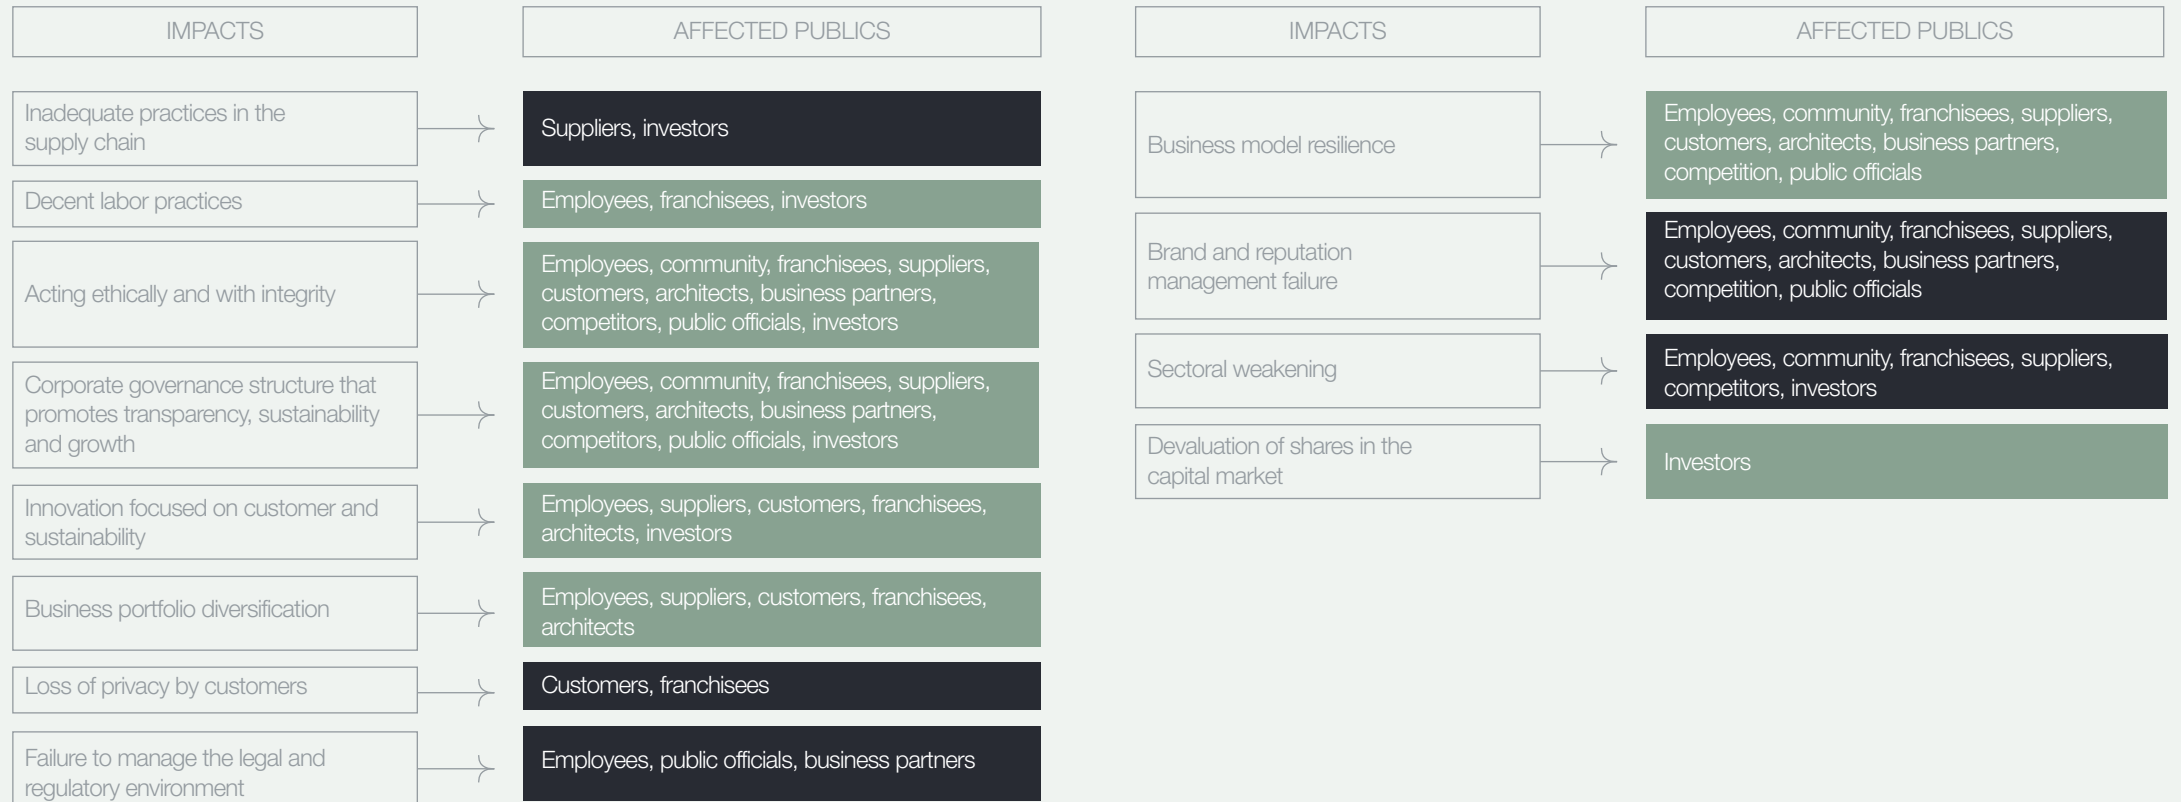 IMPACTS
AFFECTED PUBLICS
Inadequate practices in the
supply chain
Suppliers, investors
Decent labor practices
Employees, franchisees, investors
Acting ethically and with integrity
Employees, community, franchisees, suppliers,
customers, architects, business partners,
competitors, public officials, investors
Corporate governance structure that
promotes transparency, sustainability
and growth
Employees, community, franchisees, suppliers,
customers, architects, business partners,
competitors, public officials, investors
Innovation focused on customer and
sustainability
Employees, suppliers, customers, franchisees,
architects, investors
Business portfolio diversification
Employees, suppliers, customers, franchisees,
architects
Loss of privacy by customers
Customers, franchisees
Failure to manage the legal and
regulatory environment
Employees, public officials, business partners
IMPACTS
AFFECTED PUBLICS
Business model resilience
Employees, community, franchisees, suppliers,
customers, architects, business partners,
competition, public officials
Brand and reputation
management failure
Employees, community, franchisees, suppliers,
customers, architects, business partners,
competition, public officials
Sectoral weakening
Employees, community, franchisees, suppliers,
competitors, investors
Devaluation of shares in the
capital market
Investors